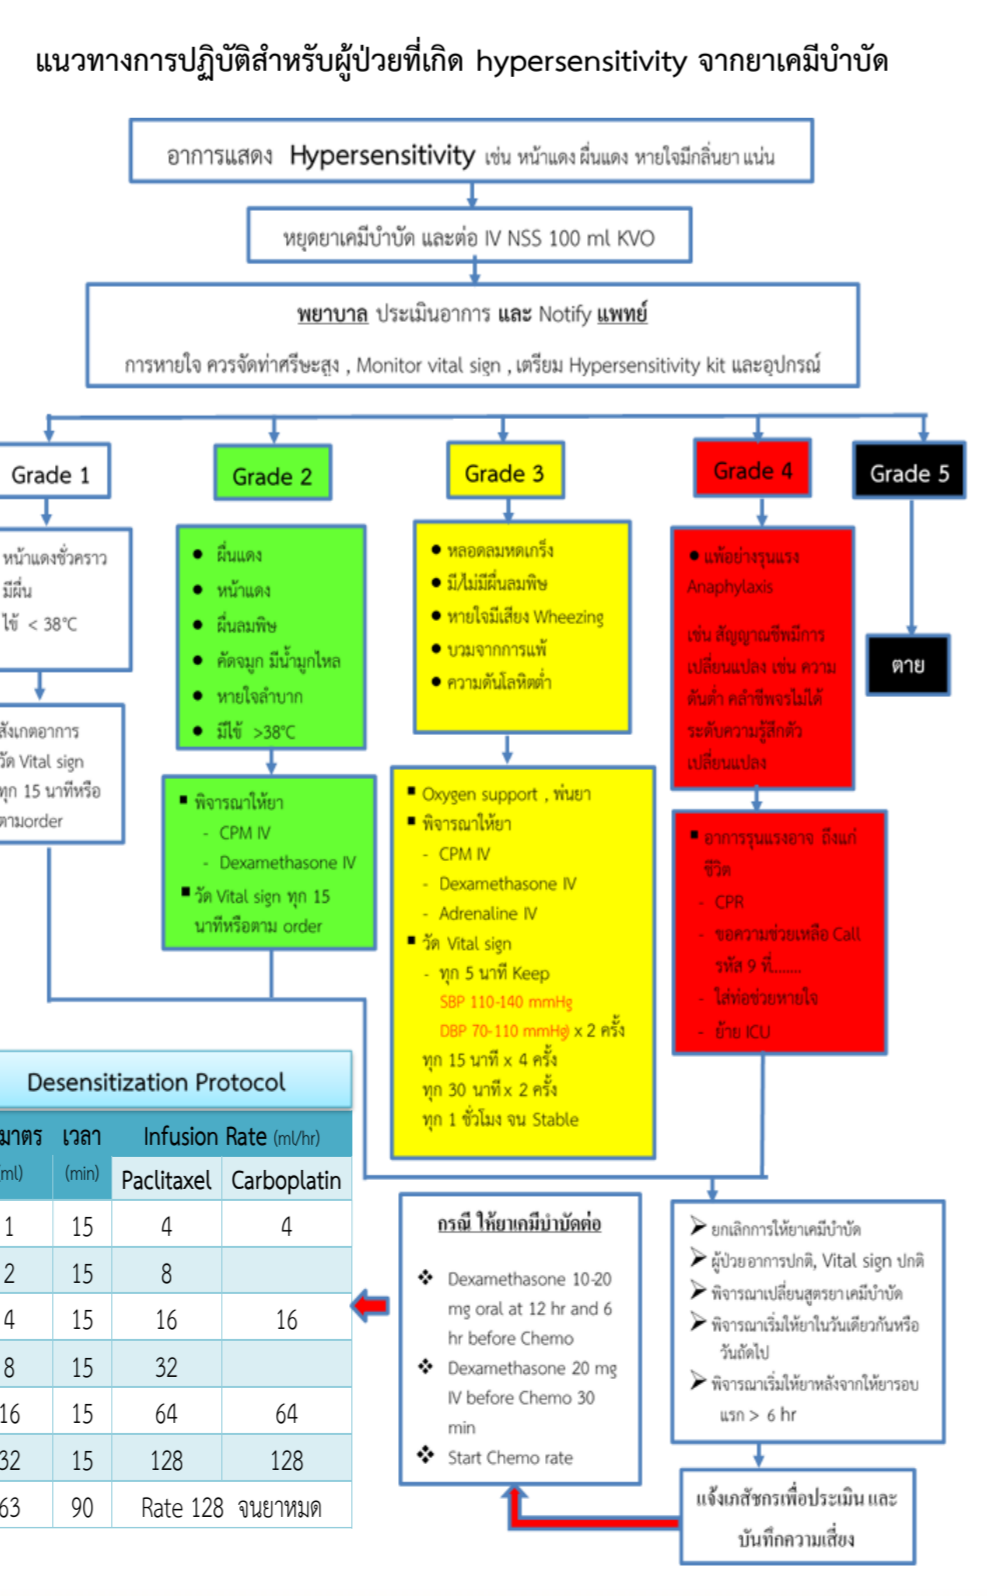 แนวทางการปฏิบัติสำหรับผู้ป่วยที่เกิด hypersensitivity จากยาเคมีบำบัด
อาการแสดง Hypersensitivity เช่น หน้าแดง ผื่นแดง หายใจมีกลิ่นยา แน่น
หยุดยาเคมีบำบัด และต่อ IV NSS 100 ml KVO
พยาบาล ประเมินอาการ และ Notify แพทย์
การหายใจ ควรจัดท่าศรีษะสูง , Monitor vital sign , เตรียม Hypersensitivity kit และอุปกรณ์
Grade 1
หน้าแดงชั่วคราว
มีผื่น
ไข้ < 38°C
สังเกตอาการ
วัด Vital sign
ทุก 15 นาทีหรือ
ตามorder
Grade 2
● ผื่นแดง
● หน้าแดง
● ผื่นลมพิษ
● คัดจมูก มีน้ำมูกไหล
● หายใจลำบาก
● มีไข้ >38°C
▪ พิจารณาให้ยา
- CPM IV
- Dexamethasone IV
▪ วัด Vital sign ทุก 15
นาทีหรือตาม order
Grade 3
● หลอดลมหดเกร็ง
● มี/ไม่มีผื่นลมพิษ
● หายใจมีเสียง Wheezing
● บวมจากการแพ้
● ความดันโลหิตต่ำ
▪ Oxygen support , พ่นยา
▪ พิจารณาให้ยา
- CPM IV
- Dexamethasone IV
- Adrenaline IV
▪ วัด Vital sign
- ทุก 5 นาที Keep
SBP 110-140 mmHg
DBP 70-110 mmHg) x 2 ครั้ง
ทุก 15 นาที x 4 ครั้ง
ทุก 30 นาที x 2 ครั้ง
ทุก 1 ชั่วโมง จน Stable
Grade 4
● แพ้อย่างรุนแรง
Anaphylaxis
เช่น สัญญาณชีพมีการ
เปลี่ยนแปลง เช่น ความ
ดันต่ำ คลำชีพจรไม่ได้
ระดับความรู้สึกตัว
เปลี่ยนแปลง
▪ อาการรุนแรงอาจ ถึงแก่
ชีวิต
- CPR
- ขอความช่วยเหลือ Call
รหัส 9 ที่.......
- ใส่ท่อช่วยหายใจ
- ย้าย ICU
Grade 5
ตาย
Desensitization Protocol
มาตร เวลา Infusion Rate (ml/hr)
ml) (min) Paclitaxel Carboplatin
1 15 4 4
2 15 8
4 15 16 16
8 15 32
16 15 64 64
32 15 128 128
63 90 Rate 128 จนยาหมด
กรณี ให้ยาเคมีบำบัดต่อ
❖ Dexamethasone 10-20
mg oral at 12 hr and 6
hr before Chemo
❖ Dexamethasone 20 mg
IV before Chemo 30
min
❖ Start Chemo rate
➢ ยกเลิกการให้ยาเคมีบำบัด
➢ ผู้ป่วยอาการปกติ, Vital sign ปกติ
➢ พิจารณาเปลี่ยนสูตรยาเคมีบำบัด
➢ พิจารณาเริ่มให้ยาในวันเดียวกันหรือ
วันถัดไป
➢ พิจารณาเริ่มให้ยาหลังจากให้ยารอบ
แรก > 6 hr
แจ้งเภสัชกรเพื่อประเมิน และ
บันทึกความเสี่ยง